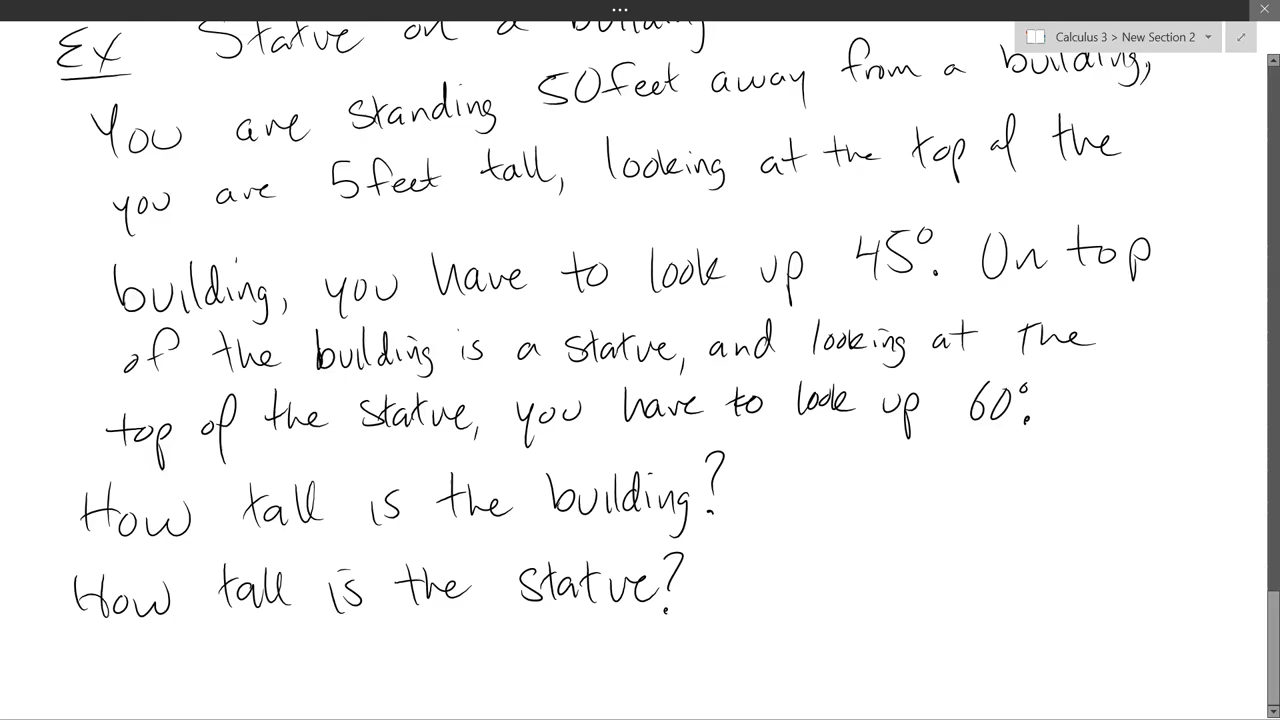 Calculus 3 > New Section 2
Ex Statue on a building
You are standing 50feet away from a building,
you are 5feet tall, looking at the top of the
building, you have to look up 45°. On top
of the building is a statue, and looking at the
top of the statue, you have to look up 60°.
How tall is the building?
How tall is the statue?